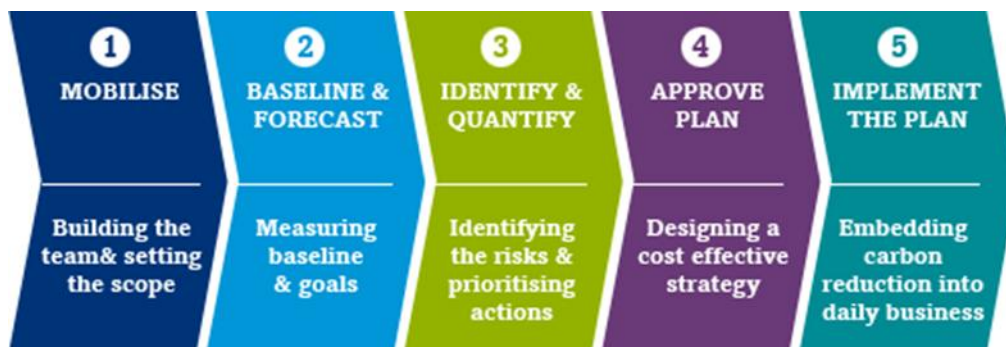 1
MOBILISE
Building the
team& setting
the scope
2
BASELINE &
FORECAST
Measuring
baseline
& goals
3
IDENTIFY &
QUANTIFY
Identifying
the risks &
prioritising
actions
4
APPROVE
PLAN
Designing a
cost effective
strategy
5
IMPLEMENT
THE PLAN
Embedding
carbon
reduction into
daily business